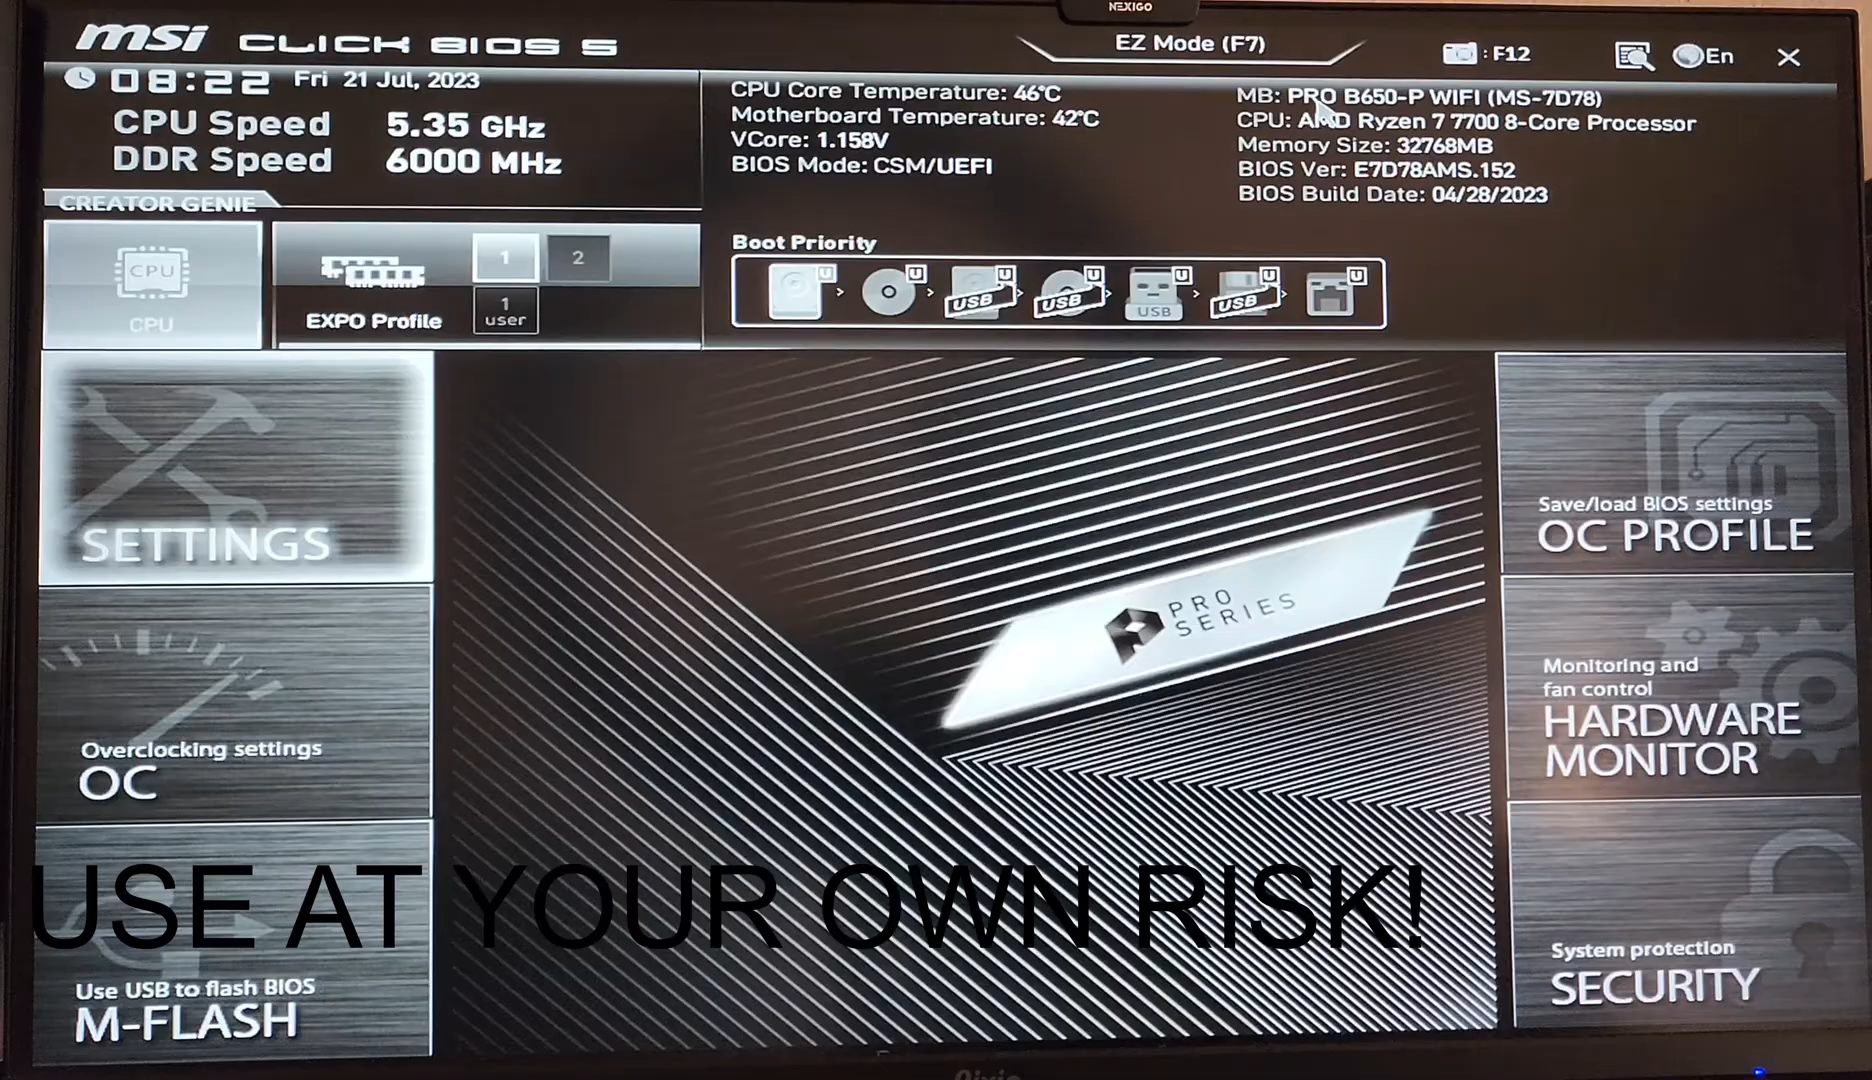 NEXIGO
msi CLICK BIOS 5
EZ Mode (F7)
: F12
En
08:22 Fri 21 Jul, 2023
CPU Speed 5.35 GHz
DDR Speed 6000 MHz
CPU Core Temperature: 46°C
Motherboard Temperature: 42°C
VCore: 1.158V
BIOS Mode: CSM/UEFI
MB: PRO B650-P WIFI (MS-7D78)
CPU: AMD Ryzen 7 7700 8-Core Processor
Memory Size: 32768MB
BIOS Ver: E7D78AMS.152
BIOS Build Date: 04/28/2023
CREATOR GENIE
CPU
CPU
EXPO Profile
1
2
1
user
Boot Priority
U U U U U U U
USB USB USB USB
SETTINGS
Overclocking settings
OC
Use USB to flash BIOS
M-FLASH
PRO
SERIES
Save/load BIOS settings
OC PROFILE
Monitoring and
fan control
HARDWARE
MONITOR
System protection
SECURITY
USE AT YOUR OWN RISK!